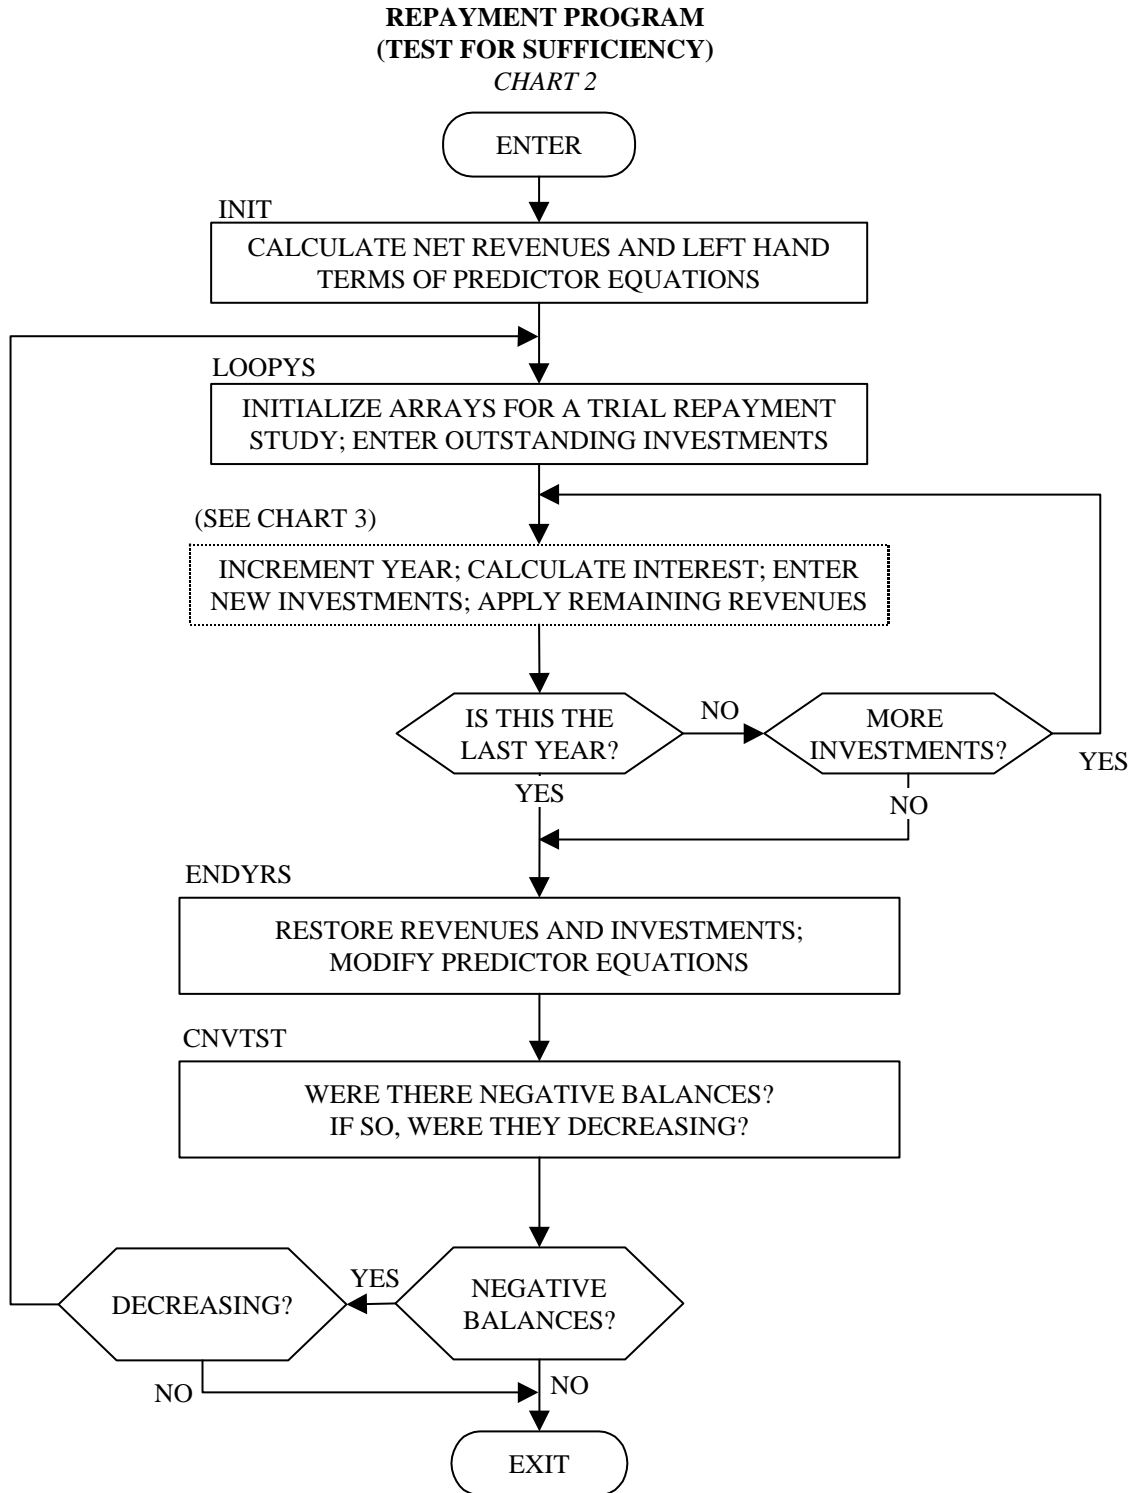 REPAYMENT PROGRAM
(TEST FOR SUFFICIENCY)
CHART 2
ENTER
INIT
CALCULATE NET REVENUES AND LEFT HAND
TERMS OF PREDICTOR EQUATIONS
LOOPYS
INITIALIZE ARRAYS FOR A TRIAL REPAYMENT
STUDY; ENTER OUTSTANDING INVESTMENTS
(SEE CHART 3)
INCREMENT YEAR; CALCULATE INTEREST; ENTER
NEW INVESTMENTS; APPLY REMAINING REVENUES
IS THIS THE
LAST YEAR?
NO
MORE
INVESTMENTS?
YES
YES
NO
ENDYRS
RESTORE REVENUES AND INVESTMENTS;
MODIFY PREDICTOR EQUATIONS
CNVTST
WERE THERE NEGATIVE BALANCES?
IF SO, WERE THEY DECREASING?
NEGATIVE
BALANCES?
YES
DECREASING?
NO
NO
EXIT